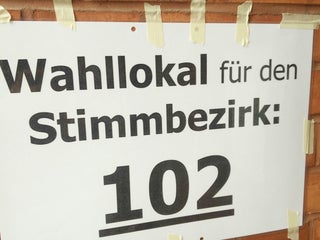 Wahllokal für den
Stimmbezirk:
102